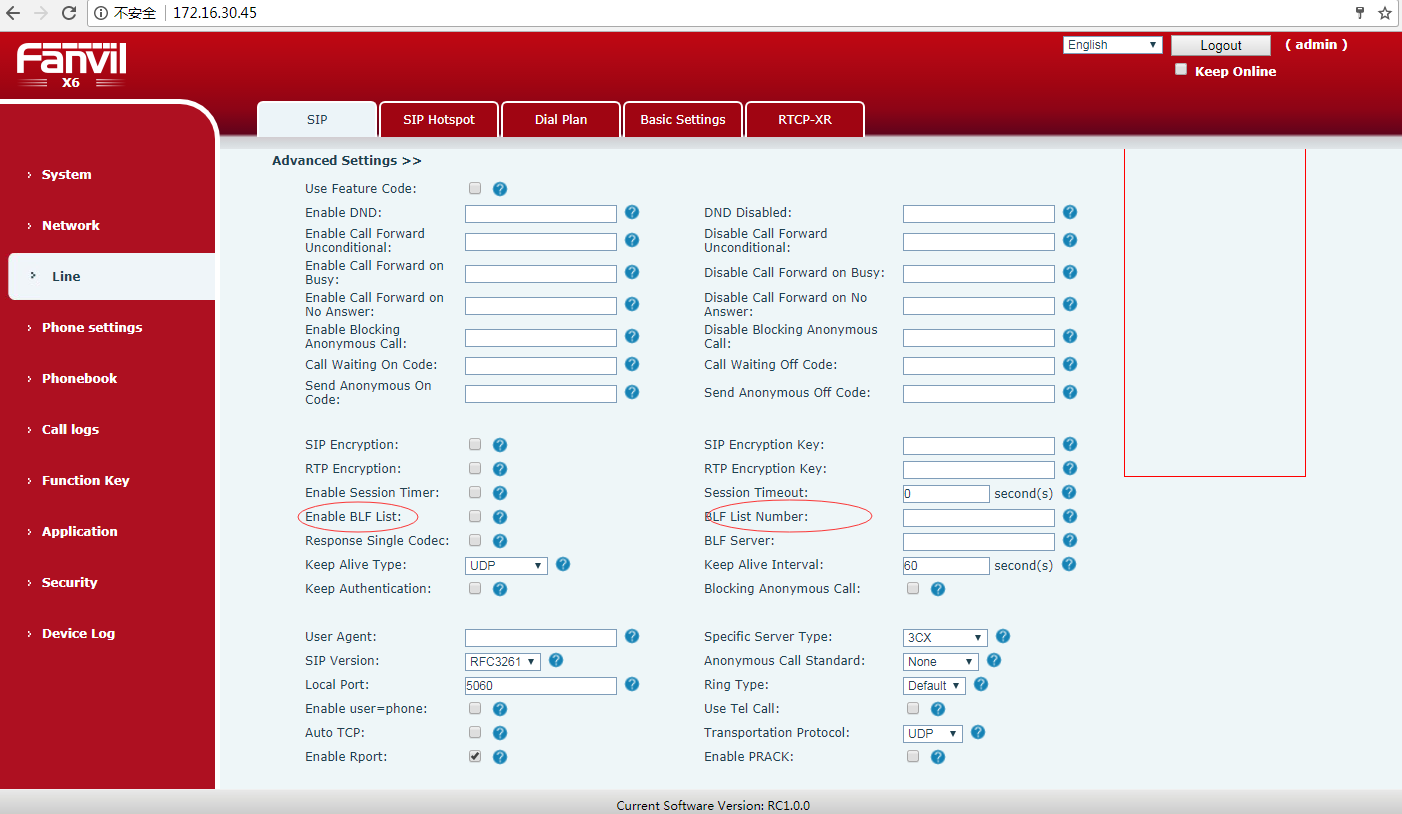 不安全 172.16.30.45
Fanvil
X6
English Logout ( admin )
Keep Online
SIP SIP Hotspot Dial Plan Basic Settings RTCP-XR
System
Network
Line
Phone settings
Phonebook
Call logs
Function Key
Application
Security
Device Log
Advanced Settings >>
Use Feature Code:
Enable DND: DND Disabled:
Enable Call Forward Disable Call Forward
Unconditional: Unconditional:
Enable Call Forward on
Busy: Disable Call Forward on Busy:
Enable Call Forward on Disable Call Forward on No
No Answer: Answer:
Enable Blocking Disable Blocking Anonymous
Anonymous Call: Call:
Call Waiting On Code: Call Waiting Off Code:
Send Anonymous On
Code: Send Anonymous Off Code:
SIP Encryption: SIP Encryption Key:
RTP Encryption: RTP Encryption Key:
Enable Session Timer: Session Timeout: 0 second(s)
Enable BLF List: BLF List Number:
Response Single Codec: BLF Server:
Keep Alive Type: UDP Keep Alive Interval: 60 second(s)
Keep Authentication: Blocking Anonymous Call:
User Agent: Specific Server Type: 3CX
SIP Version: RFC3261 Anonymous Call Standard: None
Local Port: 5060 Ring Type: Default
Enable user=phone: Use Tel Call:
Auto TCP: Transportation Protocol: UDP
Enable Rport: Enable PRACK:
Current Software Version: RC1.0.0